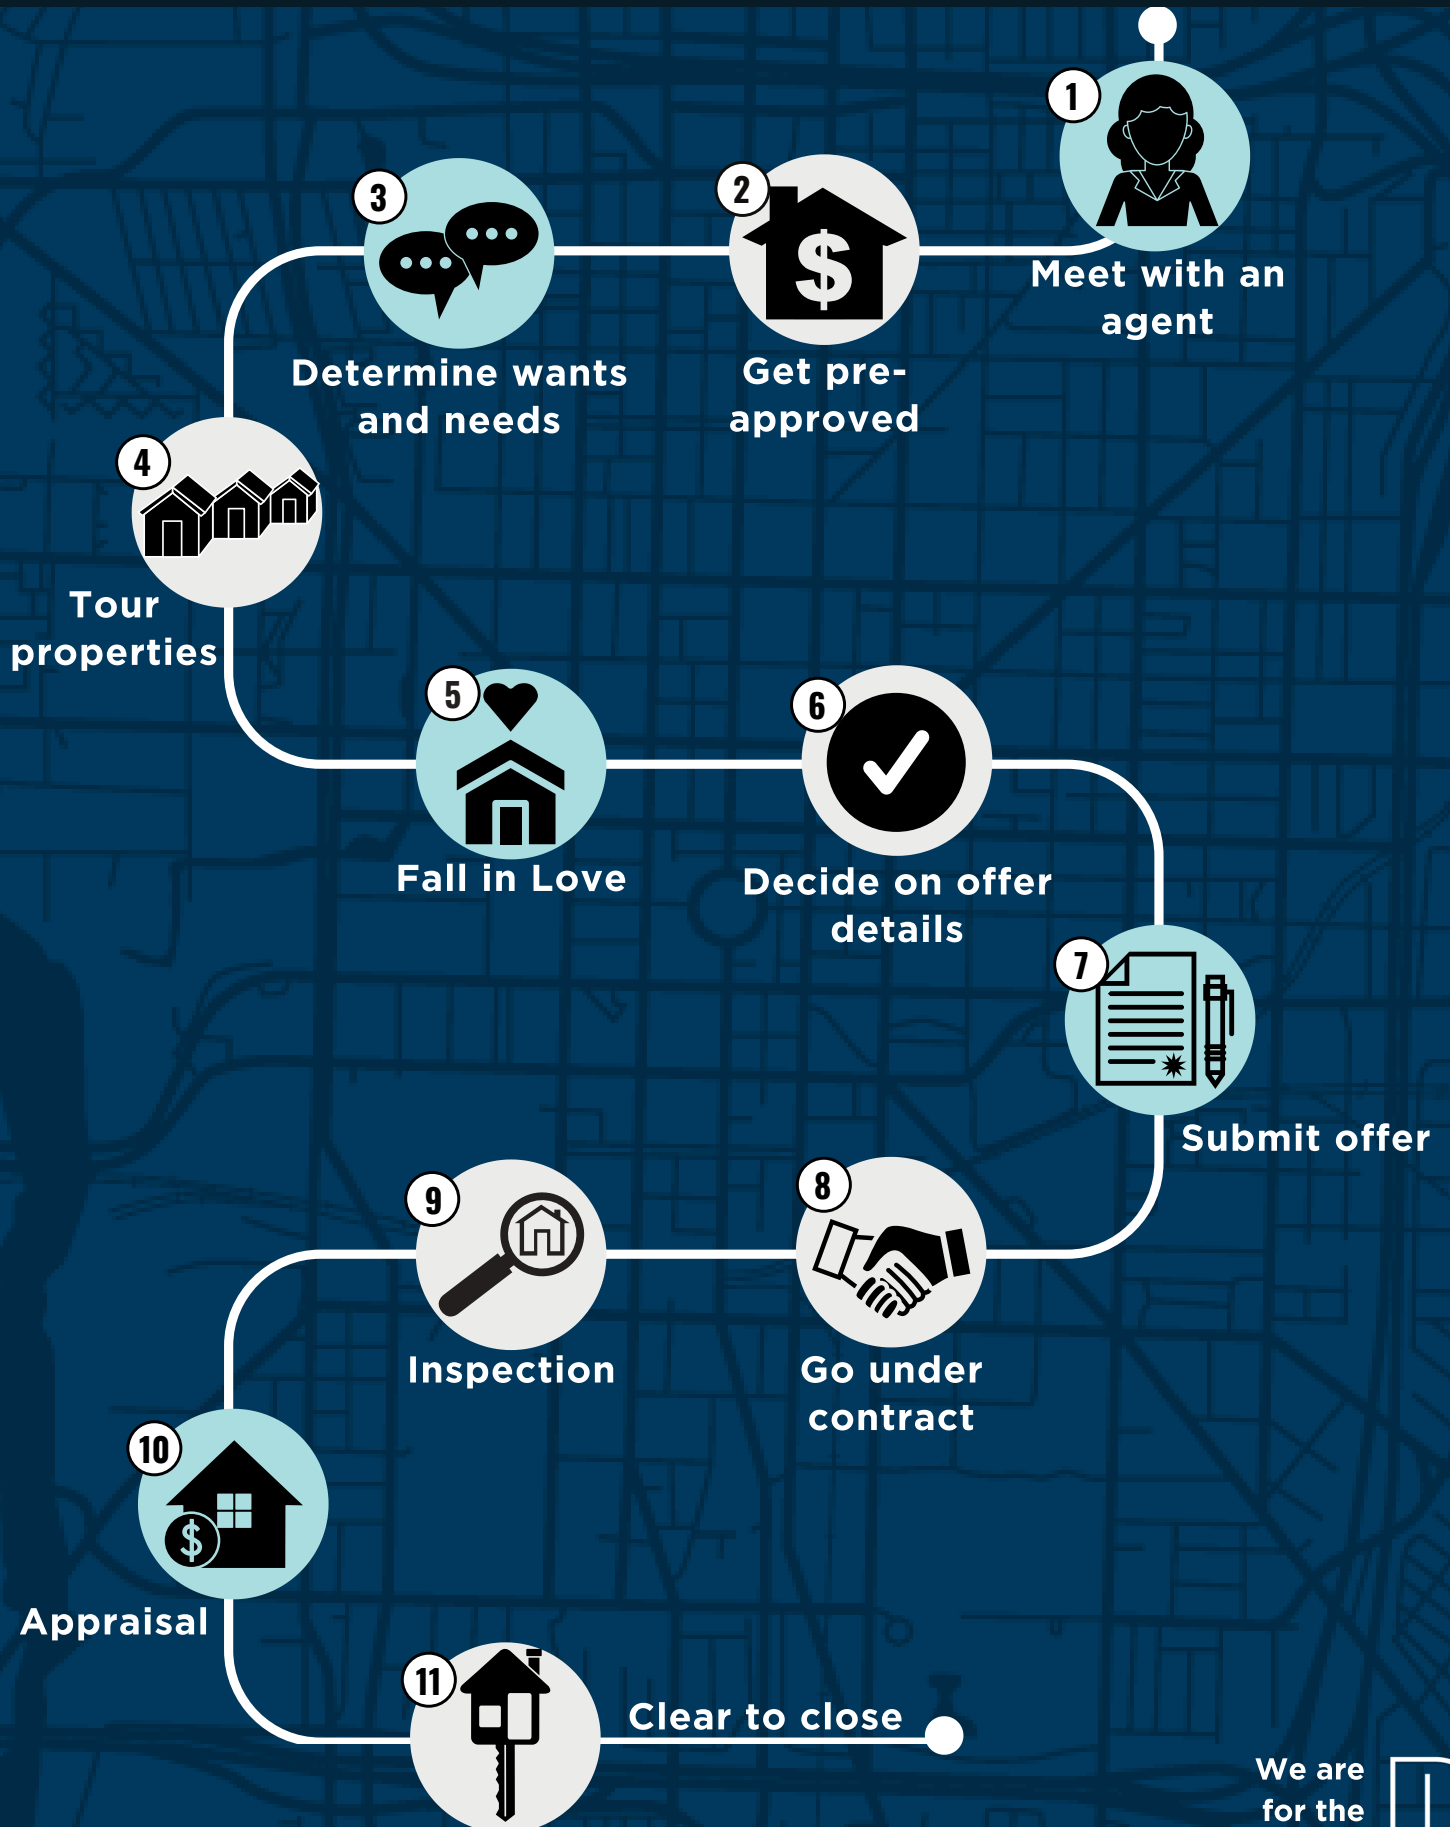 1
Meet with an
agent
2
Get pre-
approved
3
Determine wants
and needs
4
Tour
properties
5
Fall in Love
6
Decide on offer
details
7
Submit offer
8
Go under
contract
9
Inspection
10
Appraisal
11
Clear to close
We are
for the